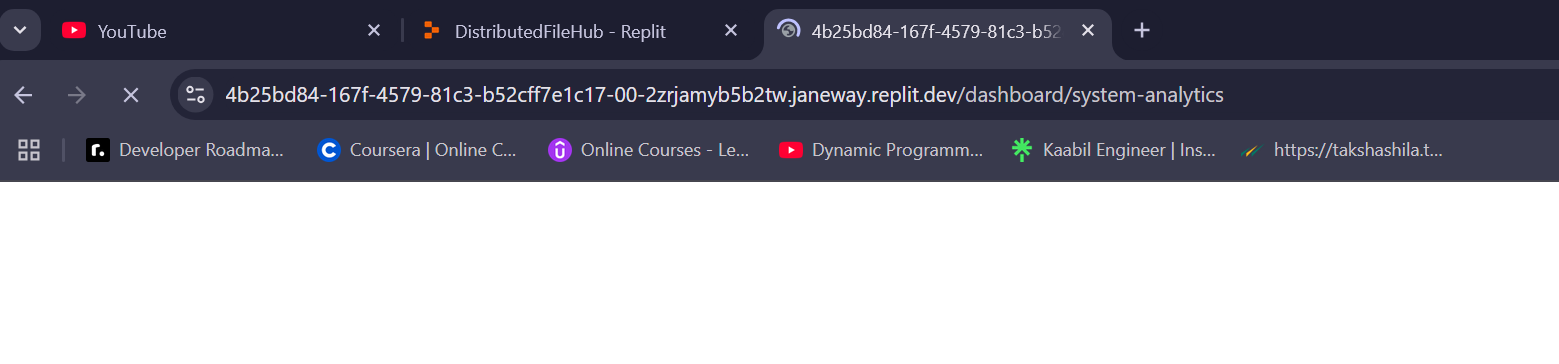 YouTube
DistributedFileHub - Replit
4b25bd84-167f-4579-81c3-b52
4b25bd84-167f-4579-81c3-b52cff7e1c17-00-2zrjamyb5b2tw.janeway.replit.dev/dashboard/system-analytics
Developer Roadma...
Coursera | Online C...
Online Courses - Le...
Dynamic Programm...
Kaabil Engineer | Ins...
https://takshashila.t...